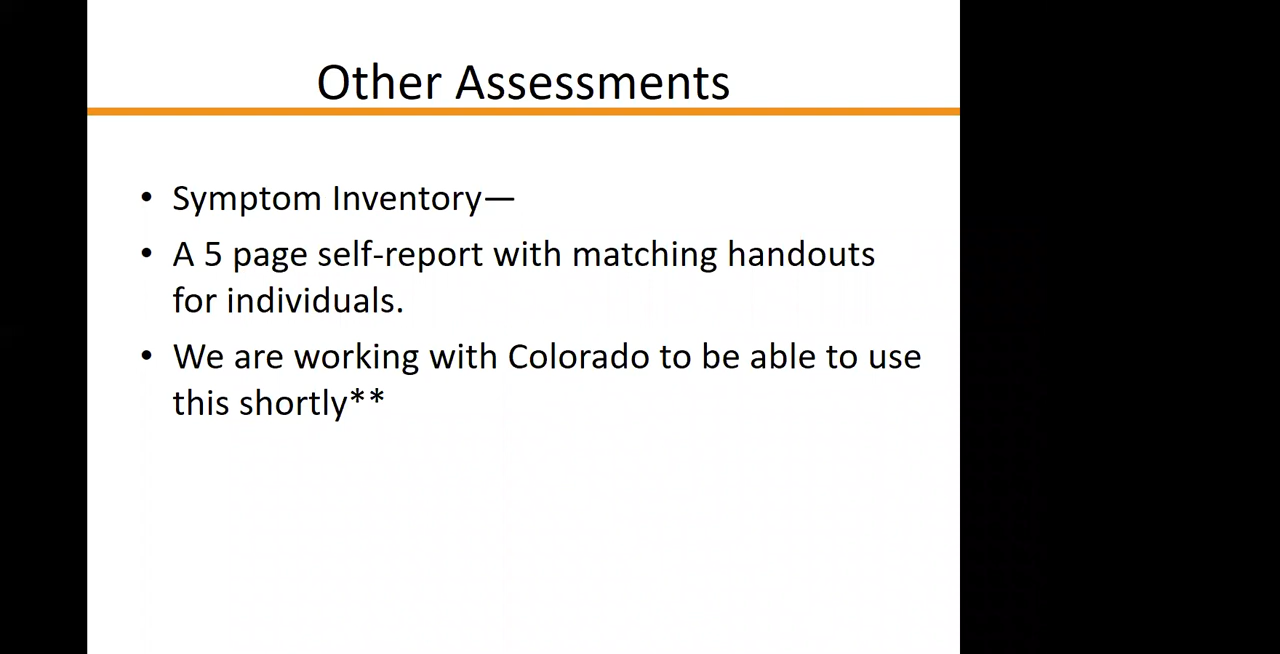 Other Assessments
• Symptom Inventory—
• A 5 page self-report with matching handouts
for individuals.
• We are working with Colorado to be able to use
this shortly**